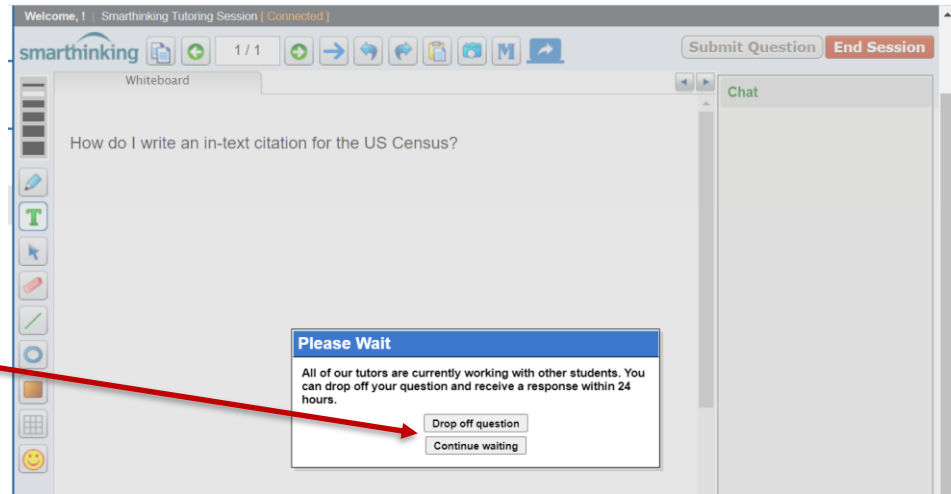 Welcome, ! | Smarthinking Tutoring Session [ Connected ]
smarthinking 1 / 1 M Submit Question End Session
Whiteboard
Chat
How do I write an in-text citation for the US Census?
T
Please Wait
All of our tutors are currently working with other students. You
can drop off your question and receive a response within 24
hours.
Drop off question
Continue waiting